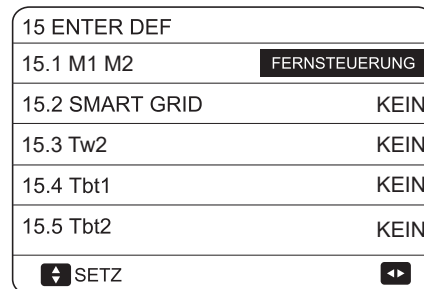 15 ENTER DEF
15.1 M1 M2 FERNSTEUERUNG
15.2 SMART GRID KEIN
15.3 Tw2 KEIN
15.4 Tbt1 KEIN
15.5 Tbt2 KEIN
SETZ